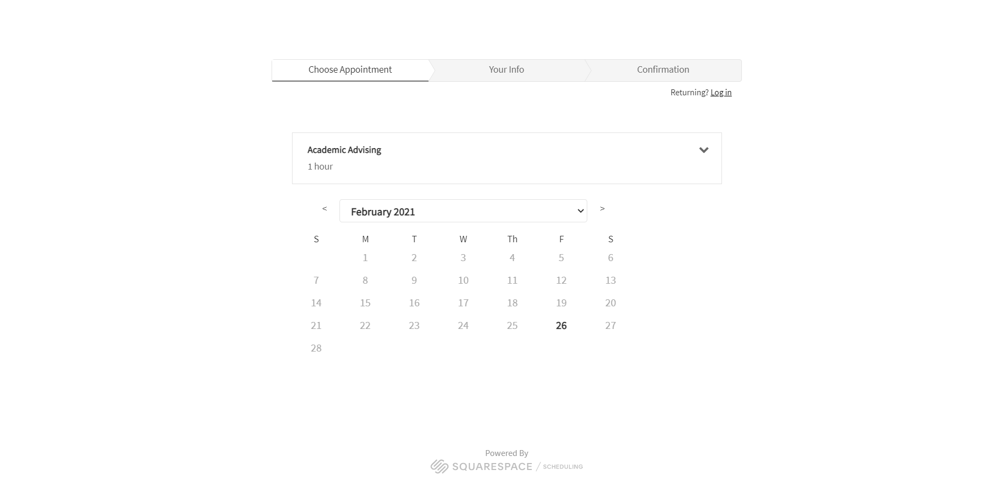 Choose Appointment Your Info Confirmation
Returning? Log in
Academic Advising
1 hour
< February 2021 >
S M T W Th F S
1 2 3 4 5 6
7 8 9 10 11 12 13
14 15 16 17 18 19 20
21 22 23 24 25 26 27
28
Powered By
SQUARESPACE / SCHEDULING